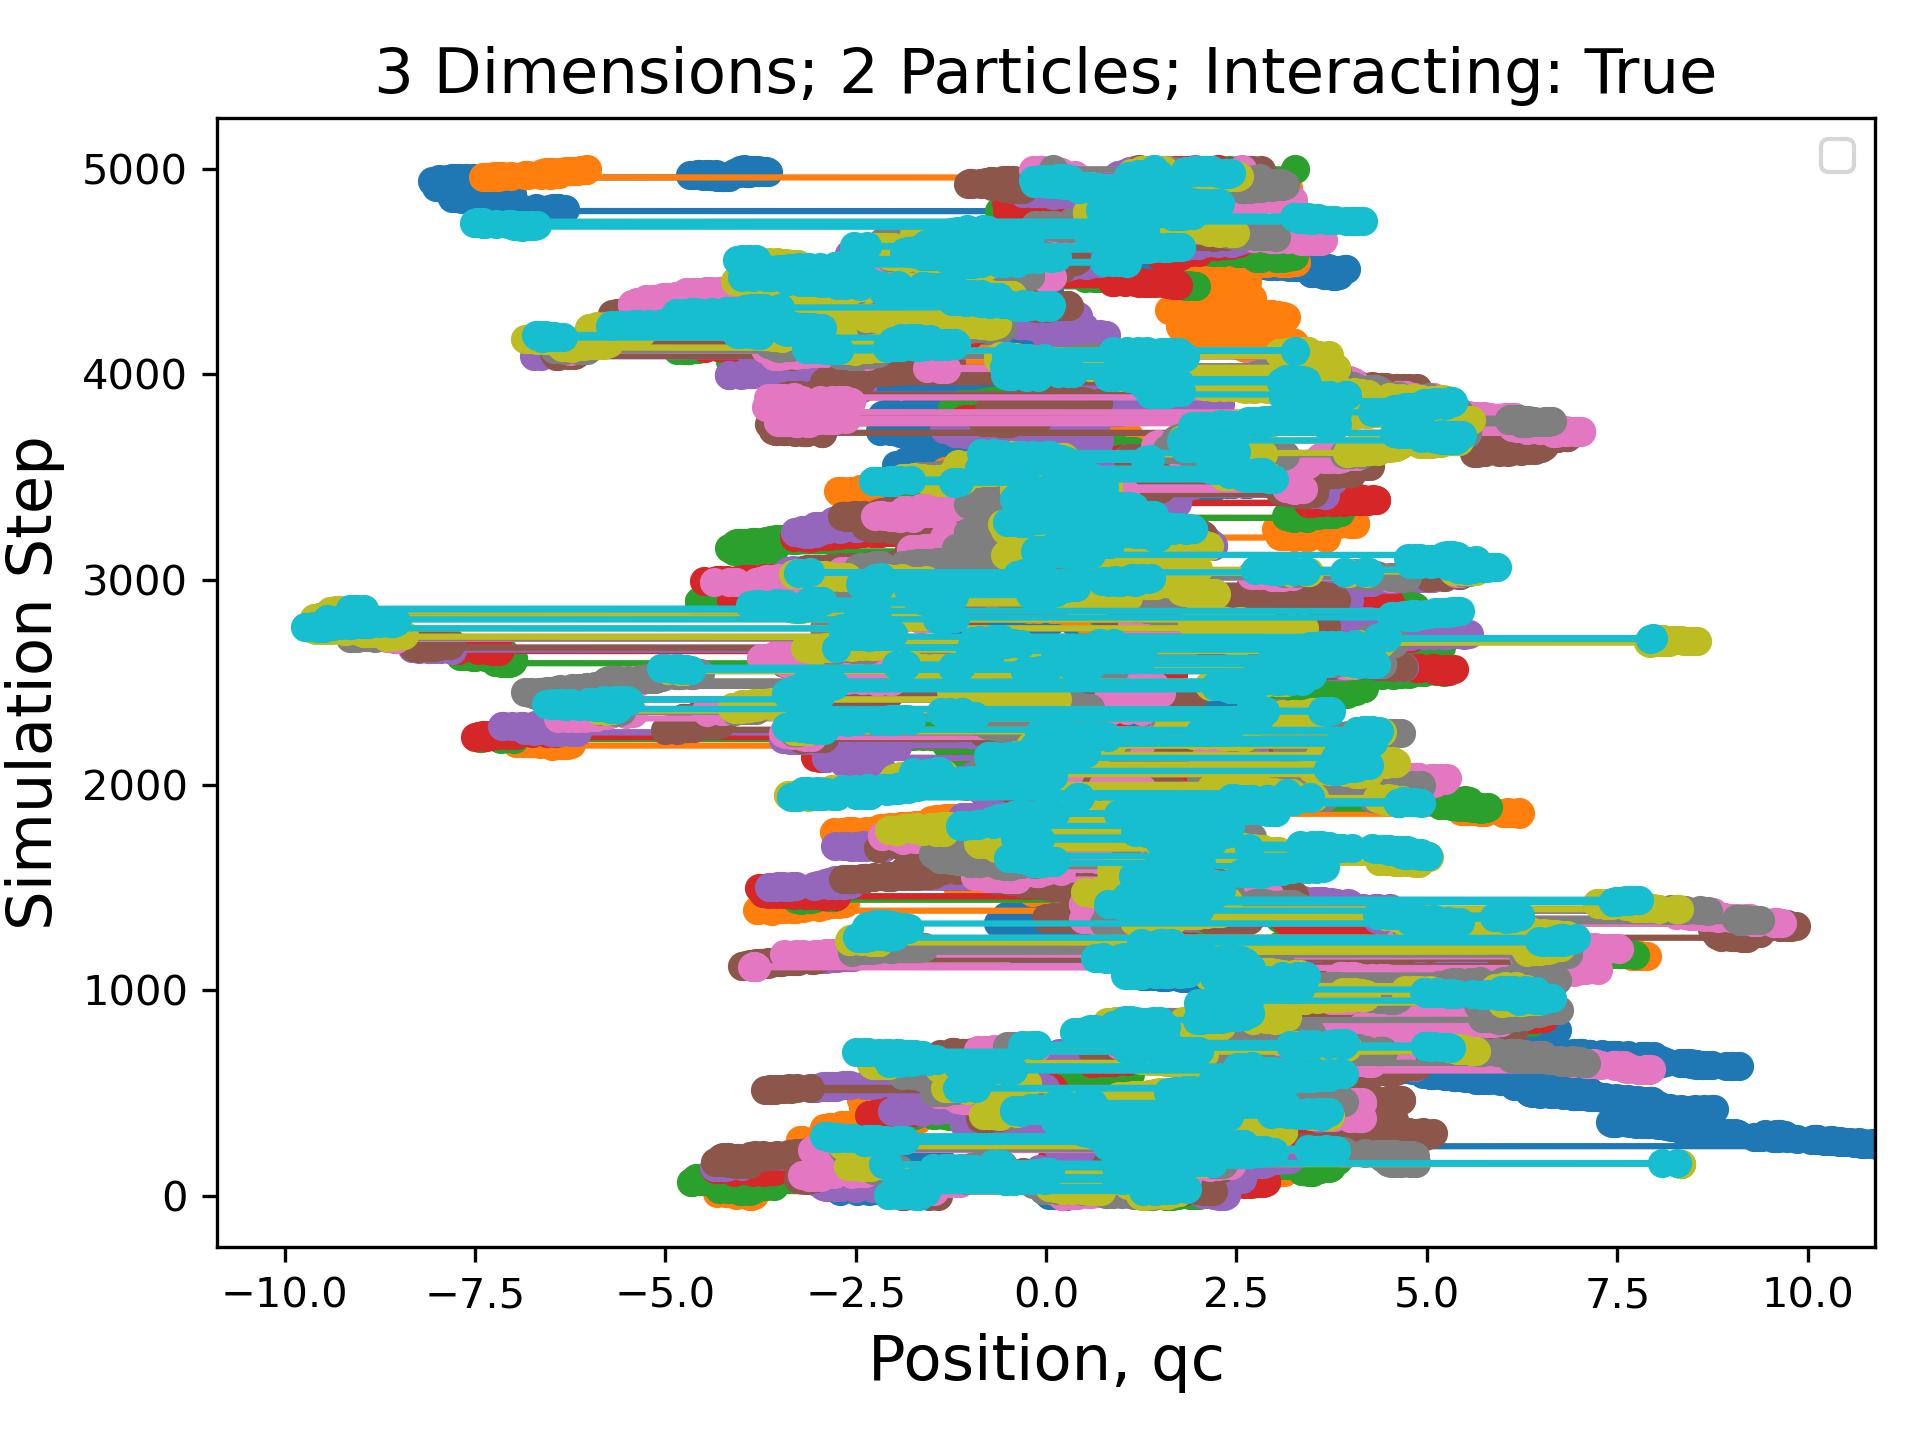 3 Dimensions; 2 Particles; Interacting: True
5000
4000
3000
2000
1000
0
Simulation Step
−10.0 −7.5 −5.0 −2.5 0.0 2.5 5.0 7.5 10.0
Position, qc